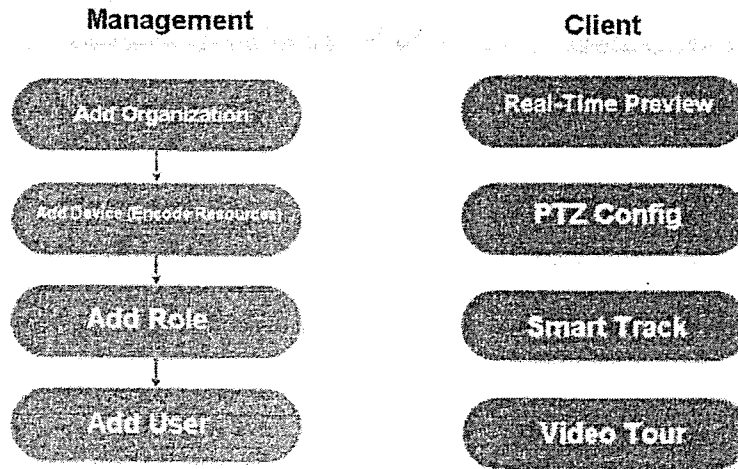 Management
Add Organization
Add Device (Encode Resources)
Add Role
Add User
Client
Real-Time Preview
PTZ Config
Smart Track
Video Tour